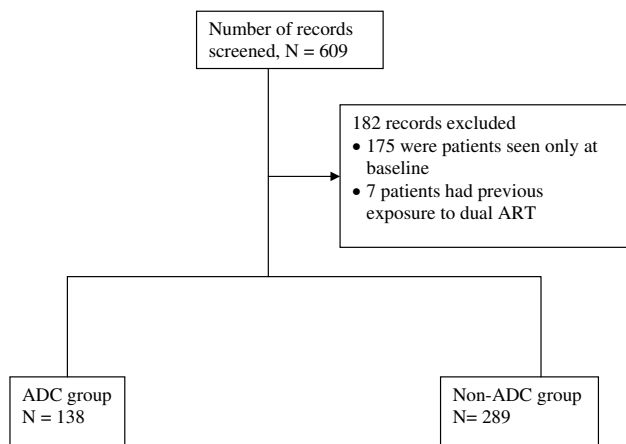 Number of records
screened, N = 609
182 records excluded
• 175 were patients seen only at
baseline
• 7 patients had previous
exposure to dual ART
ADC group
N = 138
Non-ADC group
N= 289